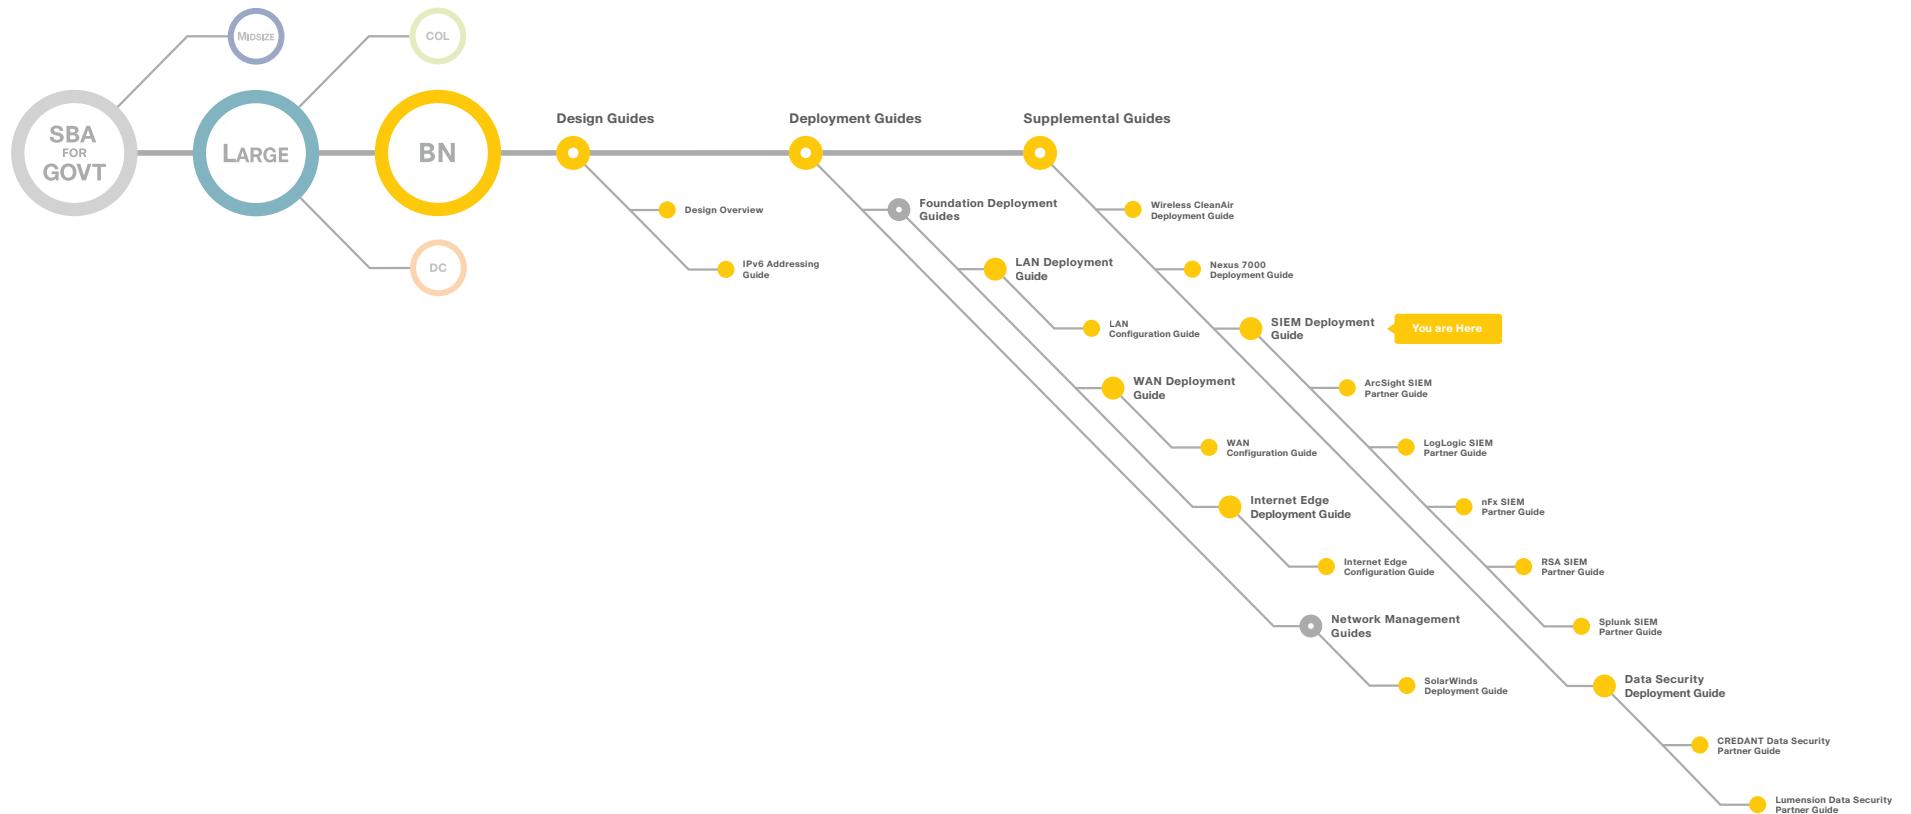 MIDSIZE
COL
SBA
FOR
GOVT
LARGE
BN
DC
Design Guides
Design Overview
IPv6 Addressing
Guide
Deployment Guides
Foundation Deployment
Guides
LAN Deployment
Guide
LAN
Configuration Guide
WAN Deployment
Guide
WAN
Configuration Guide
Internet Edge
Deployment Guide
Internet Edge
Configuration Guide
Network Management
Guides
SolarWinds
Deployment Guide
Supplemental Guides
Wireless CleanAir
Deployment Guide
Nexus 7000
Deployment Guide
SIEM Deployment
Guide
You are Here
ArcSight SIEM
Partner Guide
LogLogic SIEM
Partner Guide
nFx SIEM
Partner Guide
RSA SIEM
Partner Guide
Splunk SIEM
Partner Guide
Data Security
Deployment Guide
CREDANT Data Security
Partner Guide
Lumension Data Security
Partner Guide